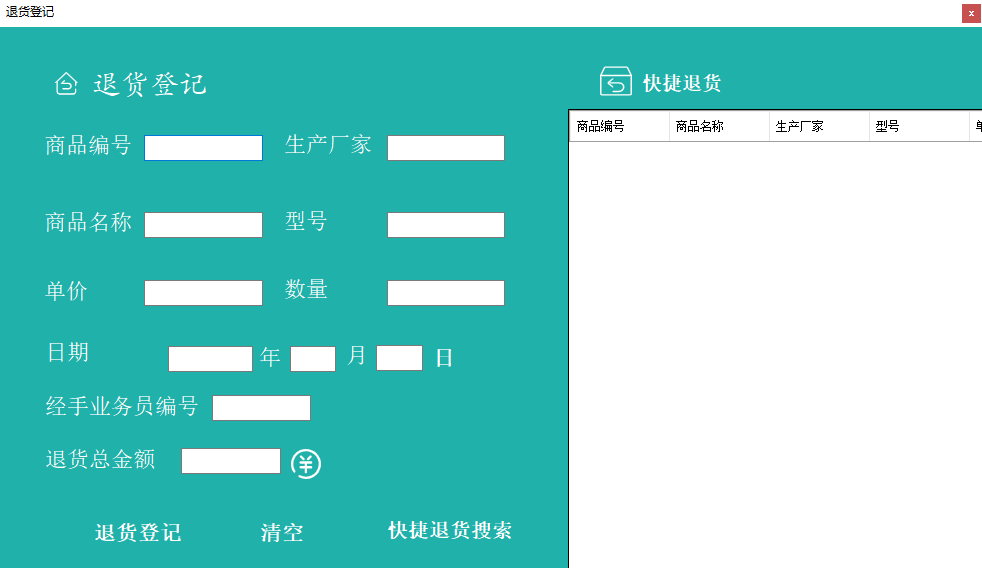 退货登记
x
退货登记
商品编号 生产厂家
商品名称 型号
单价 数量
日期 年 月 日
经手业务员编号
退货总金额 ¥
退货登记 清空 快捷退货搜索
快捷退货
商品编号 商品名称 生产厂家 型号